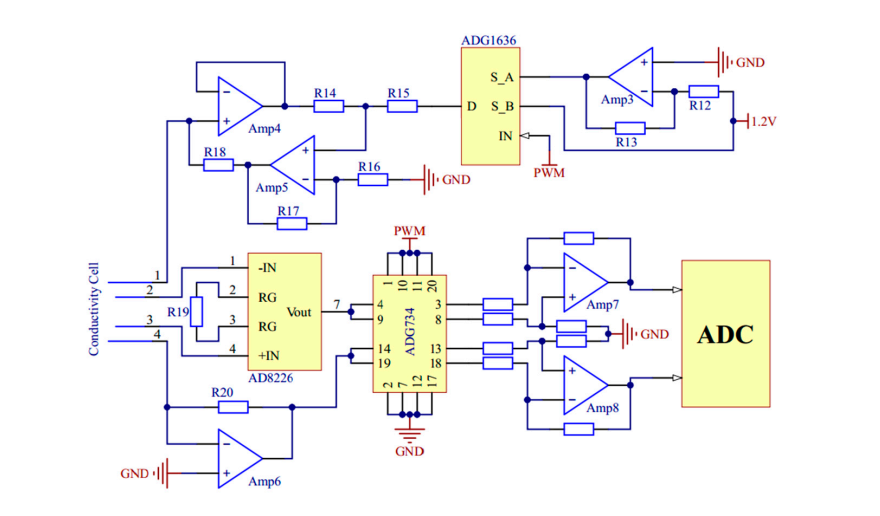 ADG1636
R14
R15
S_A
D
S_B
IN
Amp4
Amp3
GND
R12
1.2V
R13
PWM
R18
Amp5
R16
GND
R17
Conductivity Cell
1
2
3
4
1
-IN
2
RG
R19
3
RG
4
+IN
Vout
7
AD8226
PWM
1
10
11
20
4
9
14
19
ADG734
3
8
13
18
2
7
12
17
GND
Amp7
GND
Amp8
ADC
R20
GND
Amp6